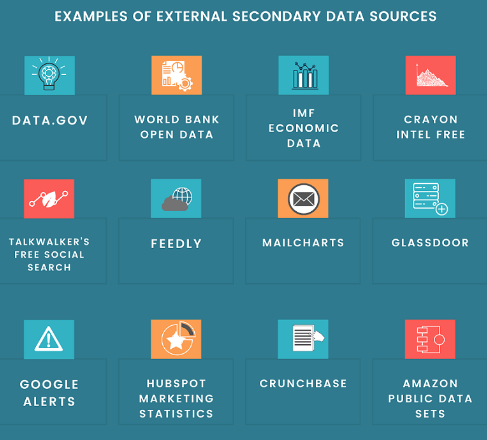 EXAMPLES OF EXTERNAL SECONDARY DATA SOURCES
DATA.GOV
WORLD BANK
OPEN DATA
IMF
ECONOMIC
DATA
CRAYON
INTEL FREE
TALKWALKER'S
FREE SOCIAL
SEARCH
FEEDLY
MAILCHARTS
GLASSDOOR
GOOGLE
ALERTS
HUBSPOT
MARKETING
STATISTICS
CRUNCHBASE
AMAZON
PUBLIC DATA
SETS